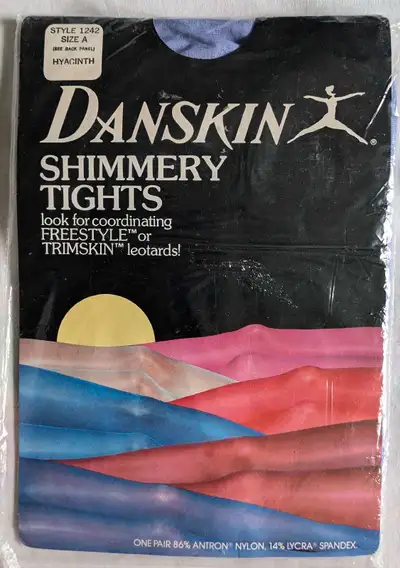 STYLE 1242
SIZE A
(SEE BACK PANEL)
HYACINTH
DANSKIN®
SHIMMERY
TIGHTS
look for coordinating
FREESTYLE™ or
TRIMSKIN™ leotards!
ONE PAIR 86% ANTRON® NYLON, 14% LYCRA® SPANDEX.